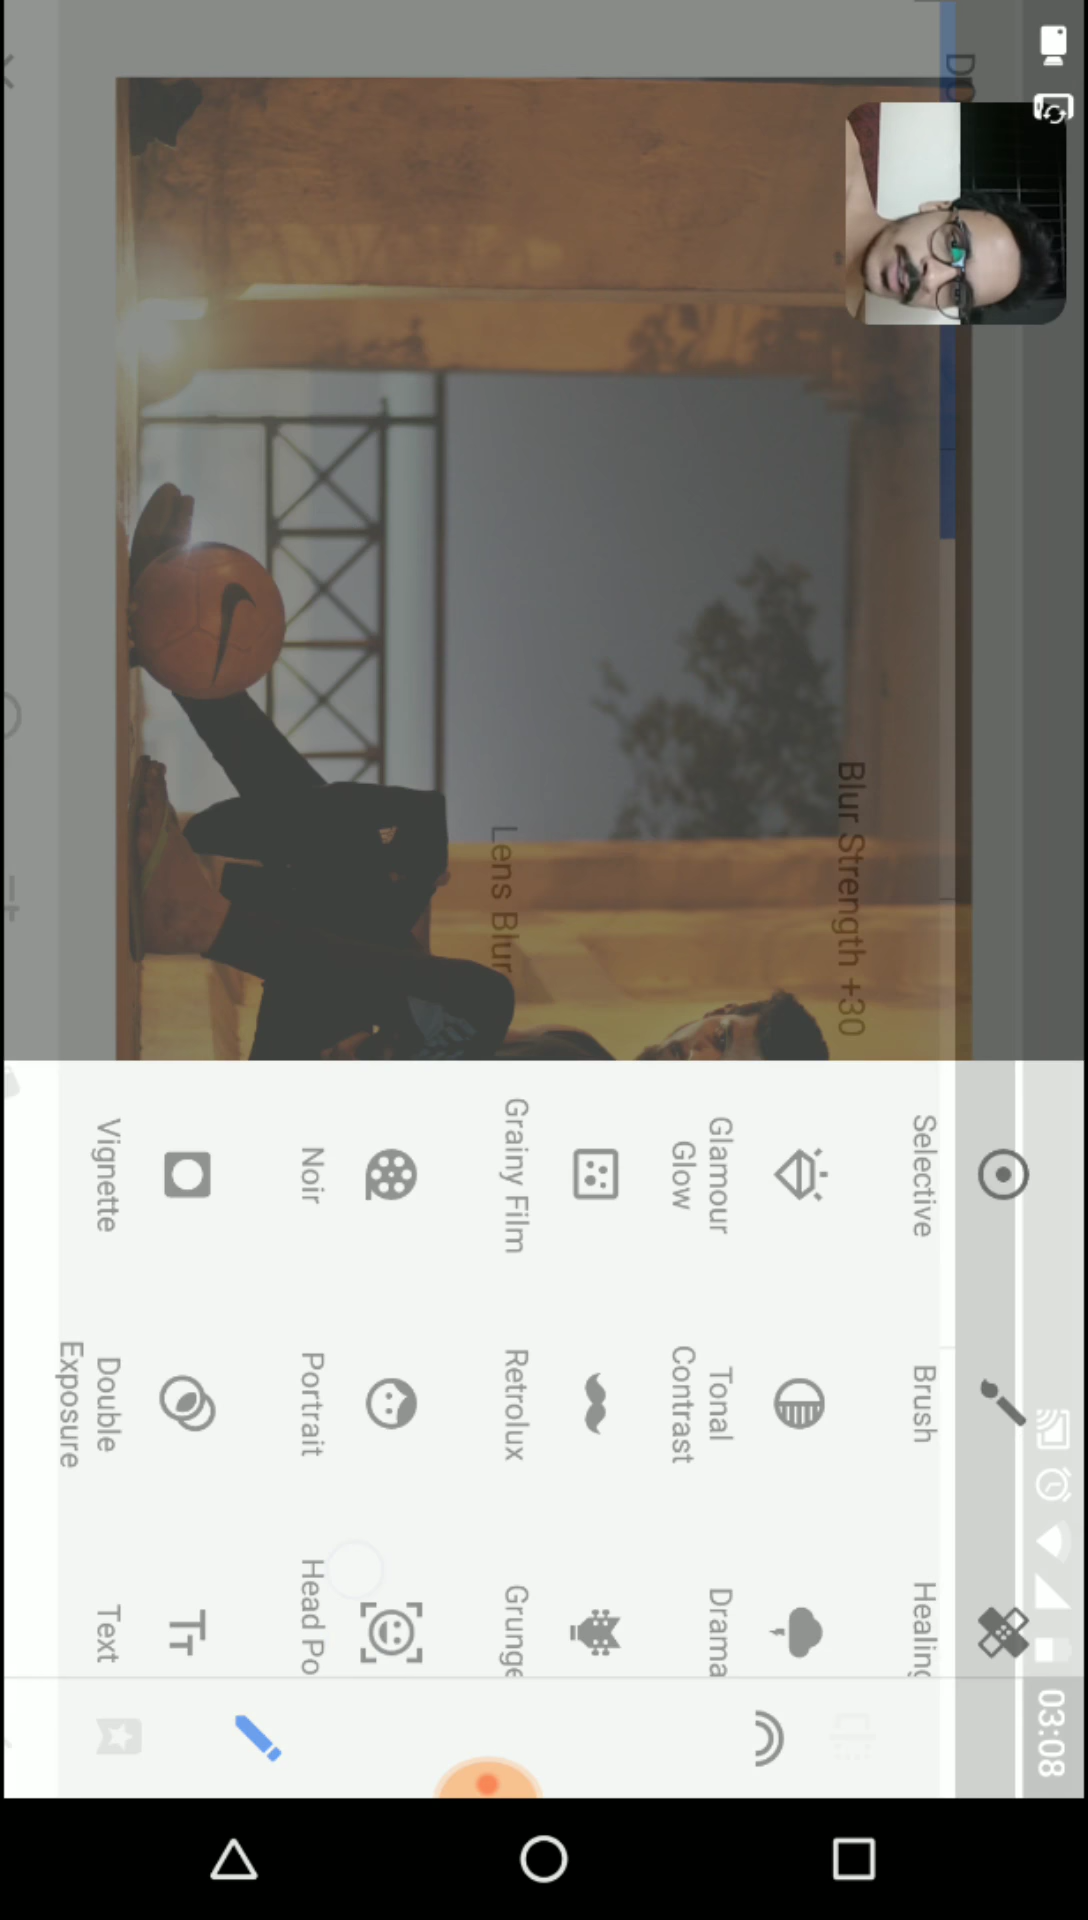 03:08
Blur Strength +30
Lens Blur
Selective
Brush
Healing
Glamour
Glow
Tonal
Contrast
Drama
Grainy Film
Retrolux
Grunge
Noir
Portrait
Head Po
Vignette
Double
Exposure
Text